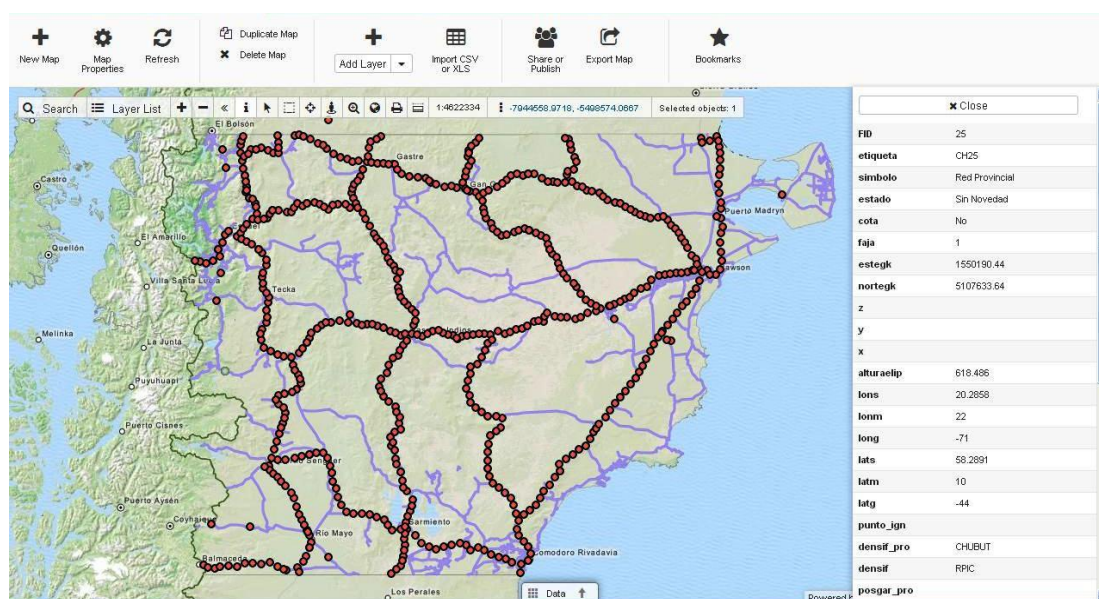 New Map
Map Properties
Refresh
Duplicate Map
Delete Map
Add Layer
Import CSV or XLS
Share or Publish
Export Map
Bookmarks
Search
Layer List
1:4622334
-7944558.9718, -5498574.0667
Selected objects: 1
Close
FID 25
etiqueta CH25
simbolo Red Provincial
estado Sin Novedad
cota No
faja 1
estegk 1550190.44
nortegk 5107633.64
z
y
x
alturaelip 618.486
lons 20.2858
lonm 22
long -71
lats 58.2891
latm 10
latg -44
punto_ign
densif_pro CHUBUT
densif RPIC
posgar_pro
El Bolsón
Gastre
Castro
Puerto Madryn
Quellón
El Amarillo
Villa Santa
Tecka
Melinka
La Junta
Puyuhuapi
Puerto Cisnes
Puerto Aysén
Coyhaique
Sarmiento
Río Mayo
Balmaceda
Comodoro Rivadavia
Los Perales
Data
Powered